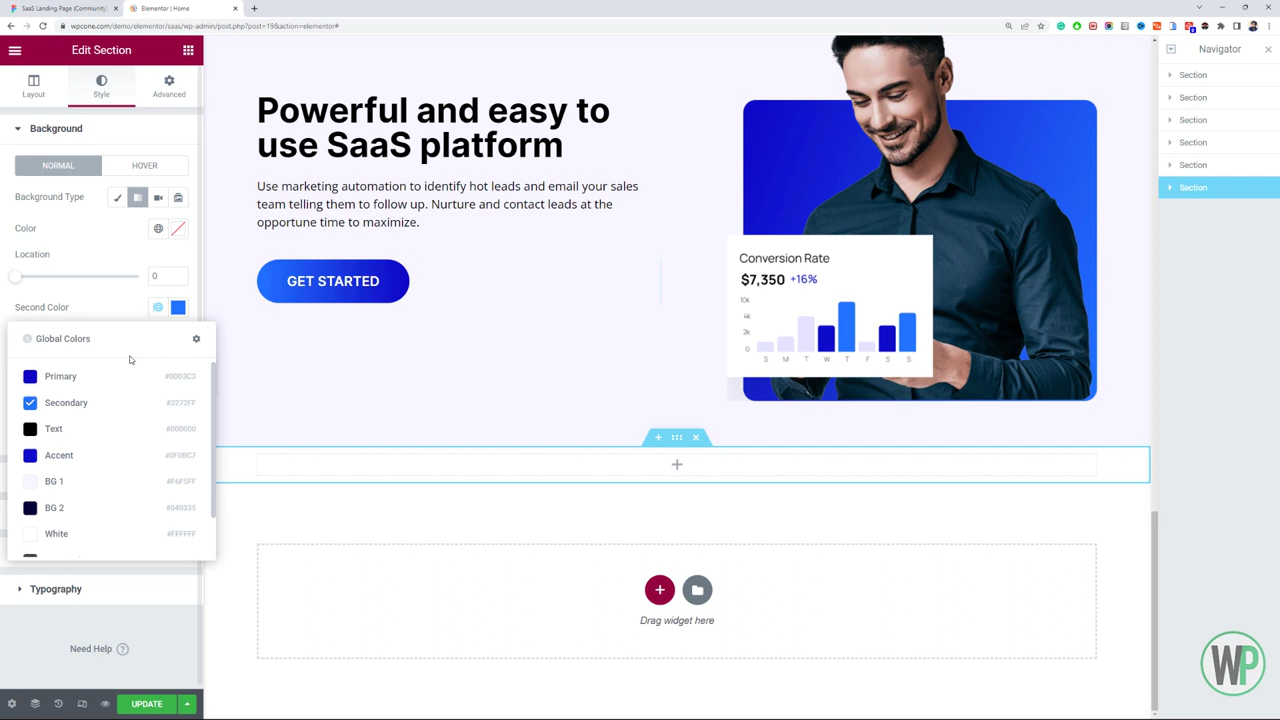 SaaS Landing Page (Community)
Elementor | Home
wpcone.com/demo/elementor/saas/wp-admin/post.php?post=19&action=elementor#
Edit Section
Layout
Style
Advanced
Background
NORMAL
HOVER
Background Type
Color
Location
0
Second Color
Global Colors
Primary #0D03C3
Secondary #2272FF
Text #000000
Accent #0F0BC7
BG 1 #F6F5FF
BG 2 #040335
White #FFFFFF
Typography
Need Help ?
UPDATE
Powerful and easy to
use SaaS platform
Use marketing automation to identify hot leads and email your sales
team telling them to follow up. Nurture and contact leads at the
opportune time to maximize.
GET STARTED
Conversion Rate
$7,350 +16%
10k
4k
2k
0
S M T W T F S S
Drag widget here
Navigator
Section
Section
Section
Section
Section
Section
WP